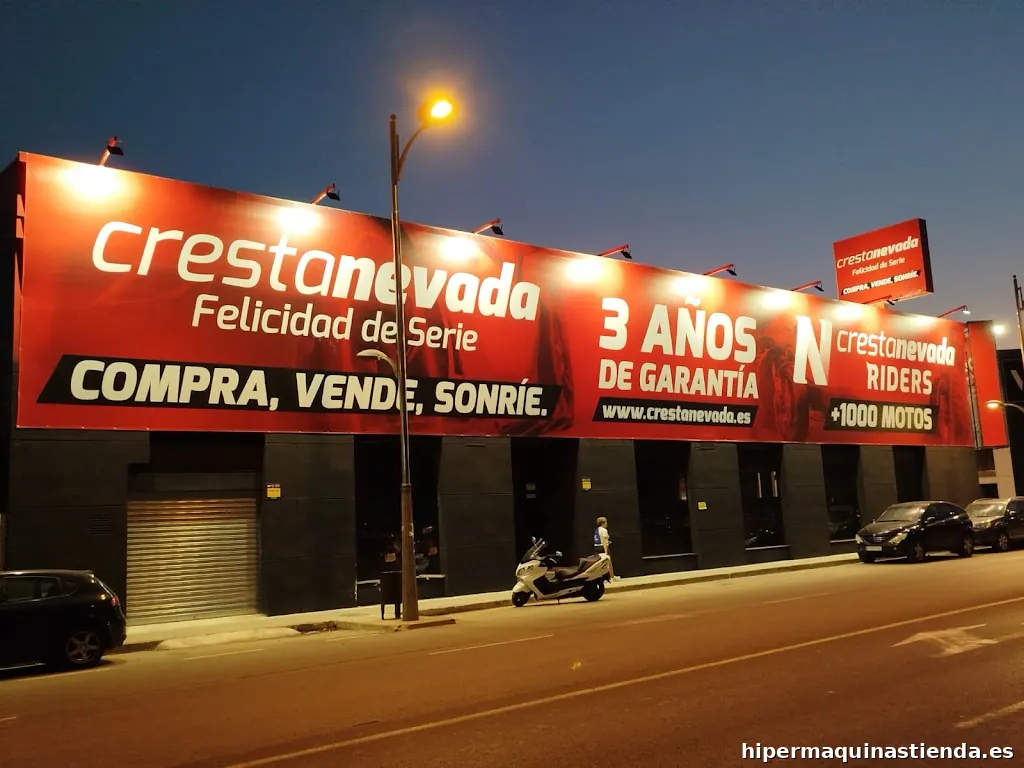 crestanevada
Felicidad de Serie
COMPRA, VENDE, SONRÍE.
3 AÑOS
DE GARANTÍA
www.crestanevada.es
N crestanevada
RIDERS
+1000 MOTOS
crestanevada
Felicidad de Serie
COMPRA, VENDE, SONRÍE.
hipermaquinastienda.es